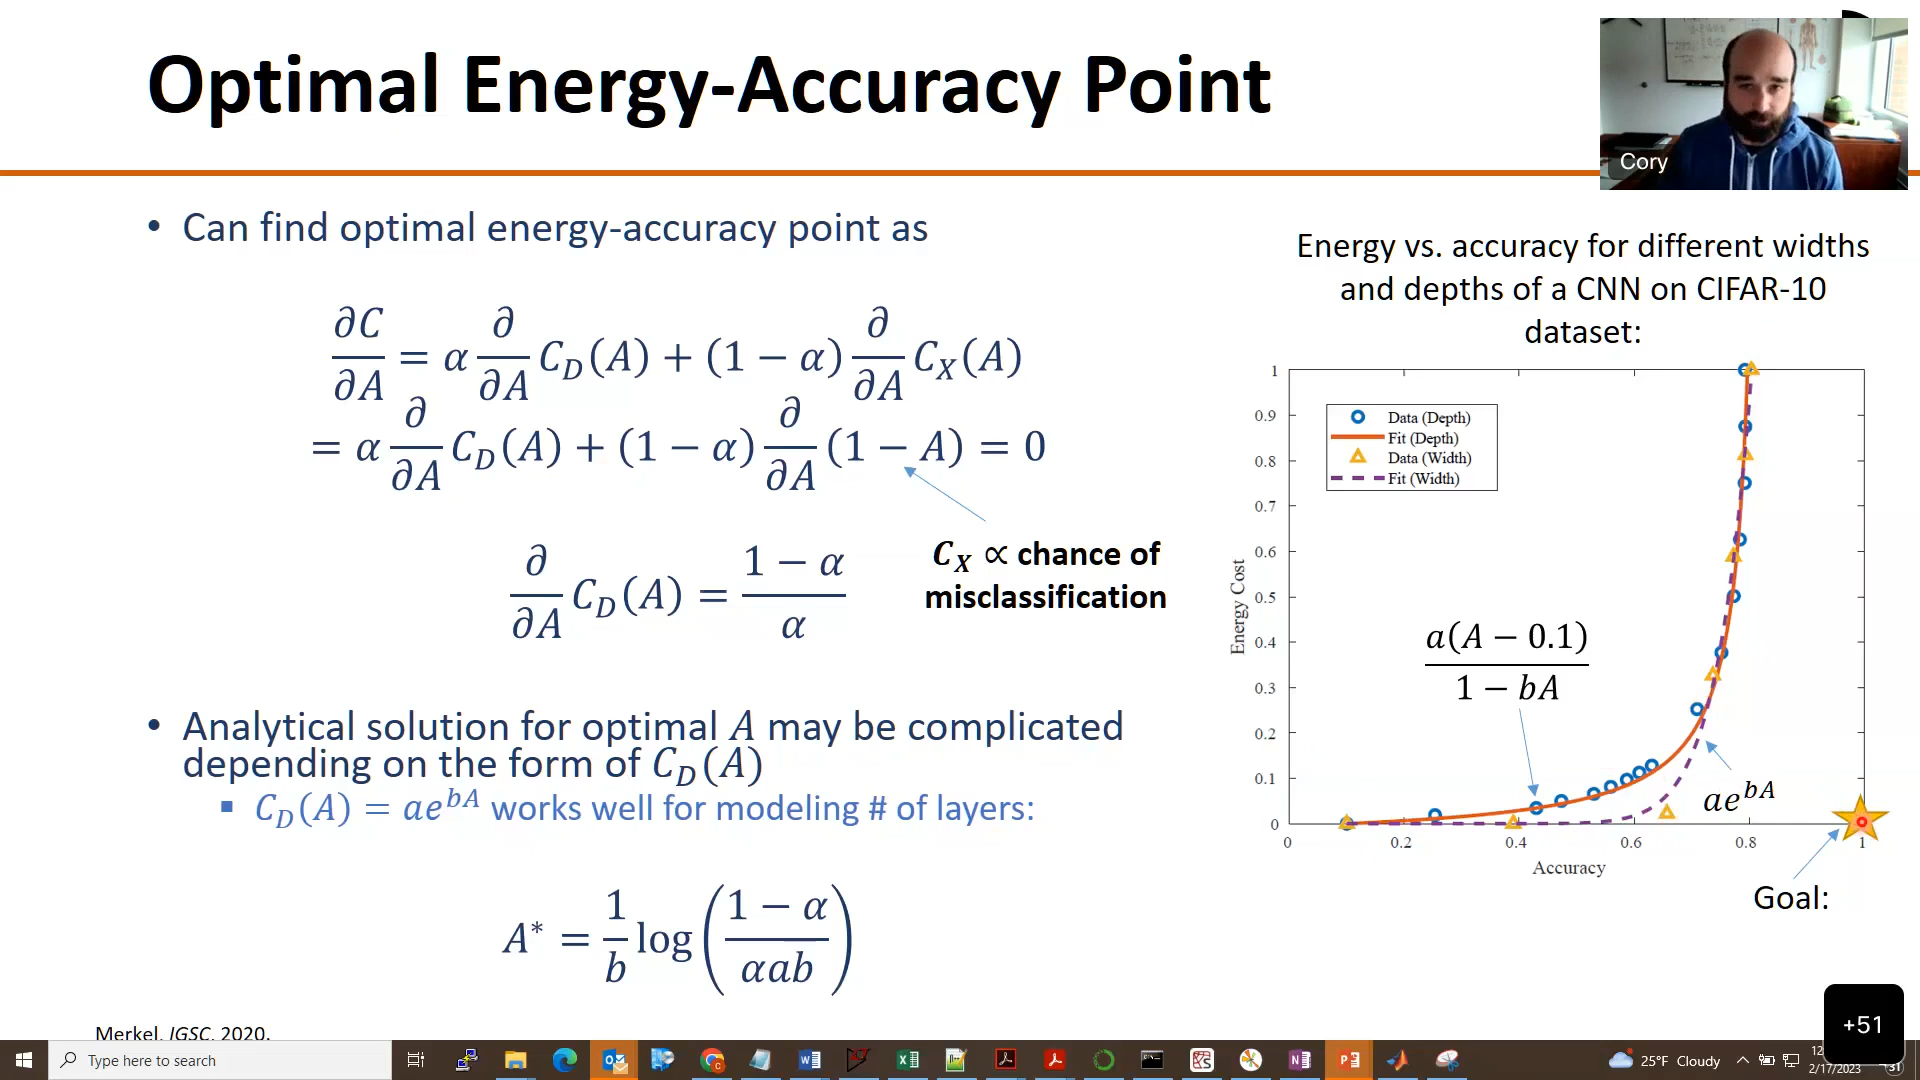 Optimal Energy-Accuracy Point
Cory
• Can find optimal energy-accuracy point as
∂C/∂A = α ∂/∂A C_D(A) + (1 − α) ∂/∂A C_X(A)
= α ∂/∂A C_D(A) + (1 − α) ∂/∂A (1 − A) = 0
C_X ∝ chance of
misclassification
∂/∂A C_D(A) = (1 − α)/α
• Analytical solution for optimal A may be complicated
depending on the form of C_D(A)
▪ C_D(A) = ae^{bA} works well for modeling # of layers:
A* = 1/b log((1 − α)/(αab))
Merkel, IGSC, 2020.
Energy vs. accuracy for different widths
and depths of a CNN on CIFAR-10
dataset:
1
0.9
0.8
0.7
0.6
0.5
0.4
0.3
0.2
0.1
0
Energy Cost
Data (Depth)
Fit (Depth)
Data (Width)
Fit (Width)
a(A − 0.1)/(1 − bA)
ae^{bA}
0 0.2 0.4 0.6 0.8 1
Accuracy
Goal:
+51
Type here to search
25°F Cloudy
12
2/17/2023
31